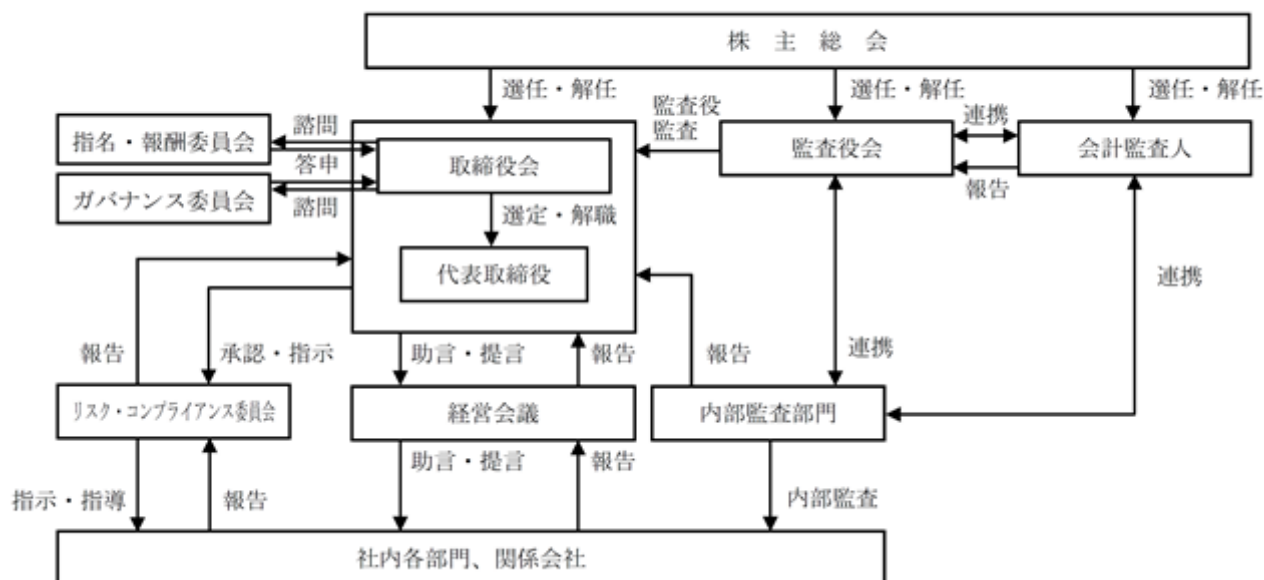 株主総会
選任・解任
選任・解任
選任・解任
監査役
監査
連携
諮問
指名・報酬委員会
取締役会
監査役会
会計監査人
答申
報告
ガバナンス委員会
諮問
選定・解職
代表取締役
連携
報告
承認・指示
助言・提言
報告
報告
連携
リスク・コンプライアンス委員会
経営会議
内部監査部門
助言・提言
報告
指示・指導
報告
内部監査
社内各部門、関係会社